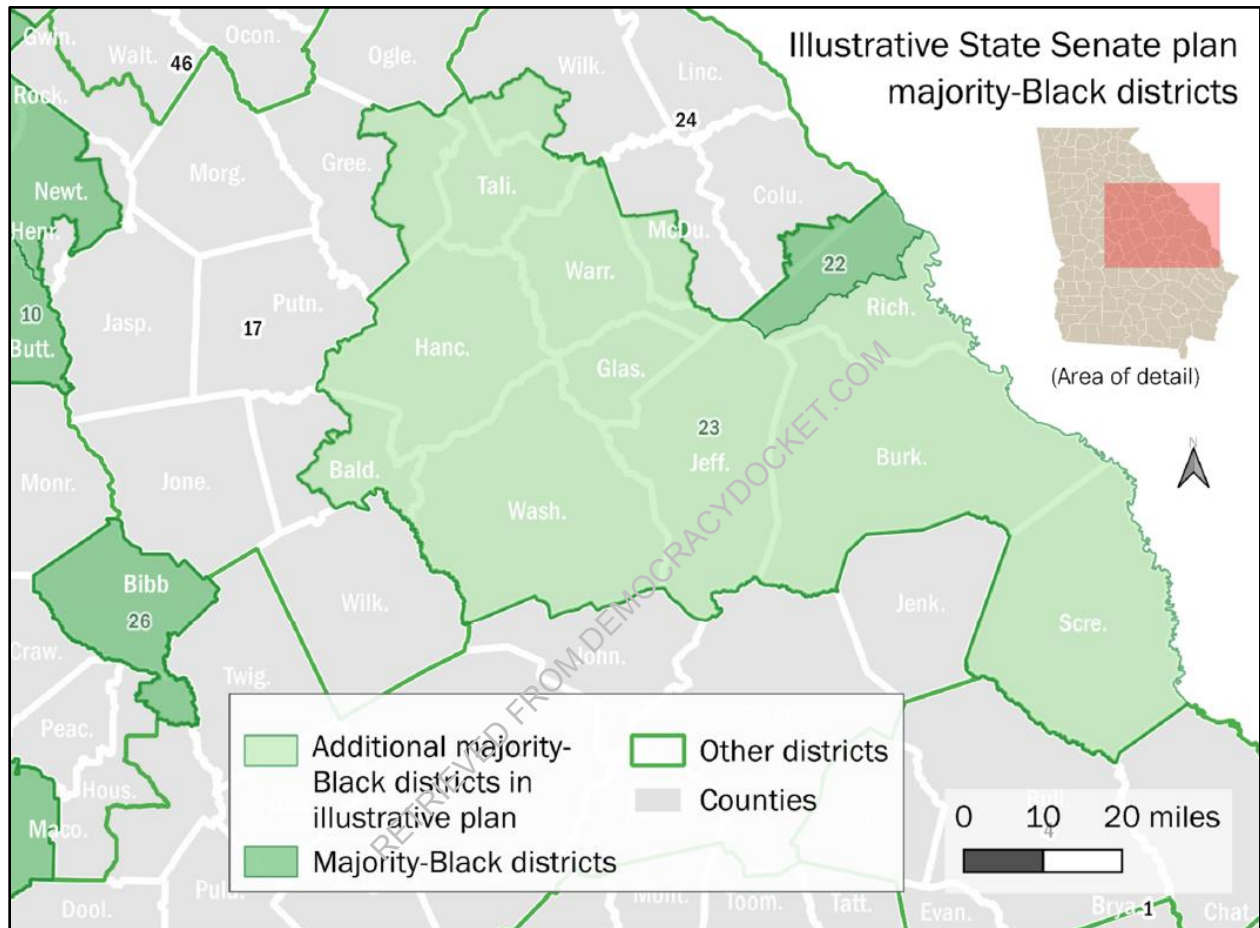 Illustrative State Senate plan
majority-Black districts
(Area of detail)
N
Gwin.
Walt.
46
Ocon.
Ogle.
Wilk.
Linc.
24
Rock.
Newt.
Morg.
Gree.
Tali.
Colu.
McDu.
Henr.
Warr.
22
10
Butt.
Jasp.
17
Putn.
Hanc.
Rich.
Glas.
23
Jeff.
Burk.
Monr.
Jone.
Bald.
Wash.
Bibb
26
Wilk.
Jenk.
Scre.
Craw.
Twig.
John.
Peac.
Hous.
Maco.
Dool.
Pula.
Mont.
Toom.
Tatt.
Evan.
Brya.
1
Chat.
4
Additional majority-
Black districts in
illustrative plan
Majority-Black districts
Other districts
Counties
0 10 20 miles
RETRIEVED FROM DEMOCRACYDOCKET.COM